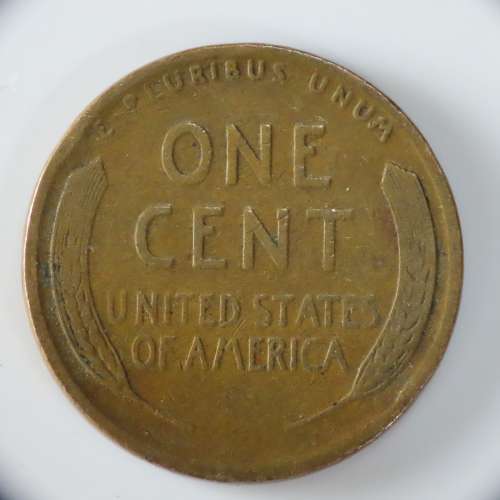 E PLURIBUS UNUM
ONE
CENT
UNITED STATES
OF AMERICA